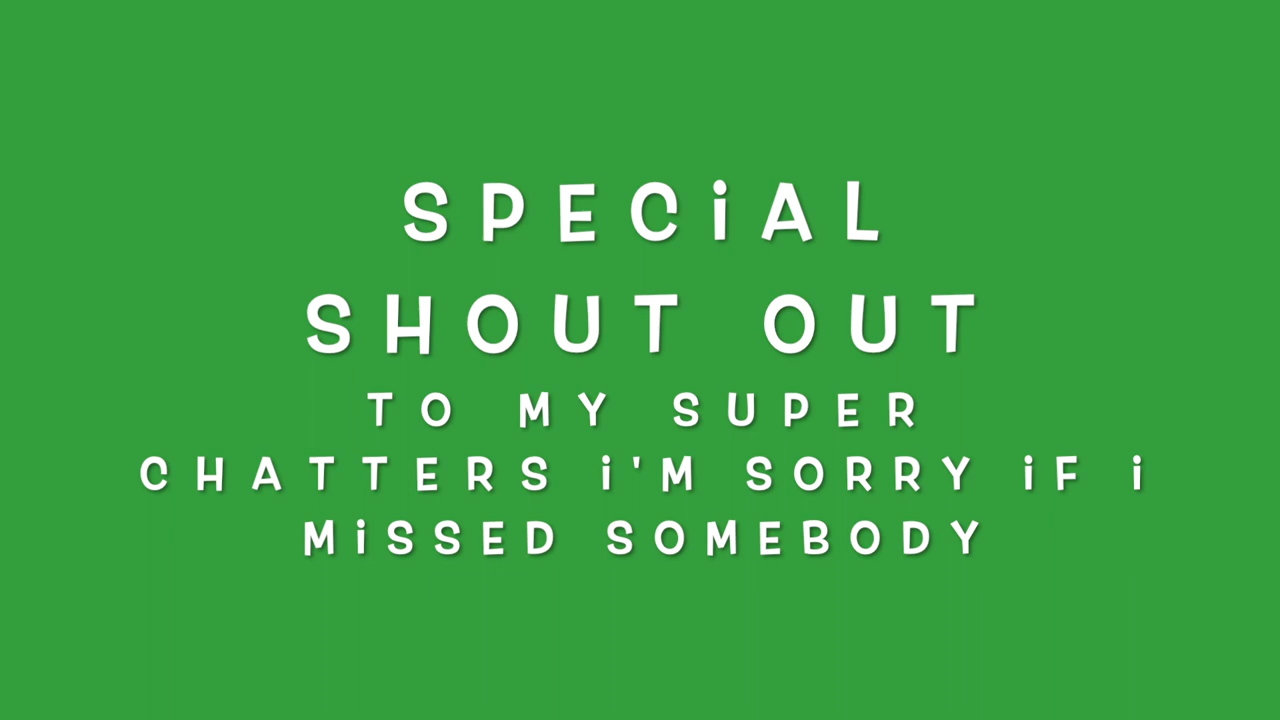 SPECiAL
SHOUT OUT
TO MY SUPER
CHATTERS i'M SORRY iF i
MiSSED SOMEBODY